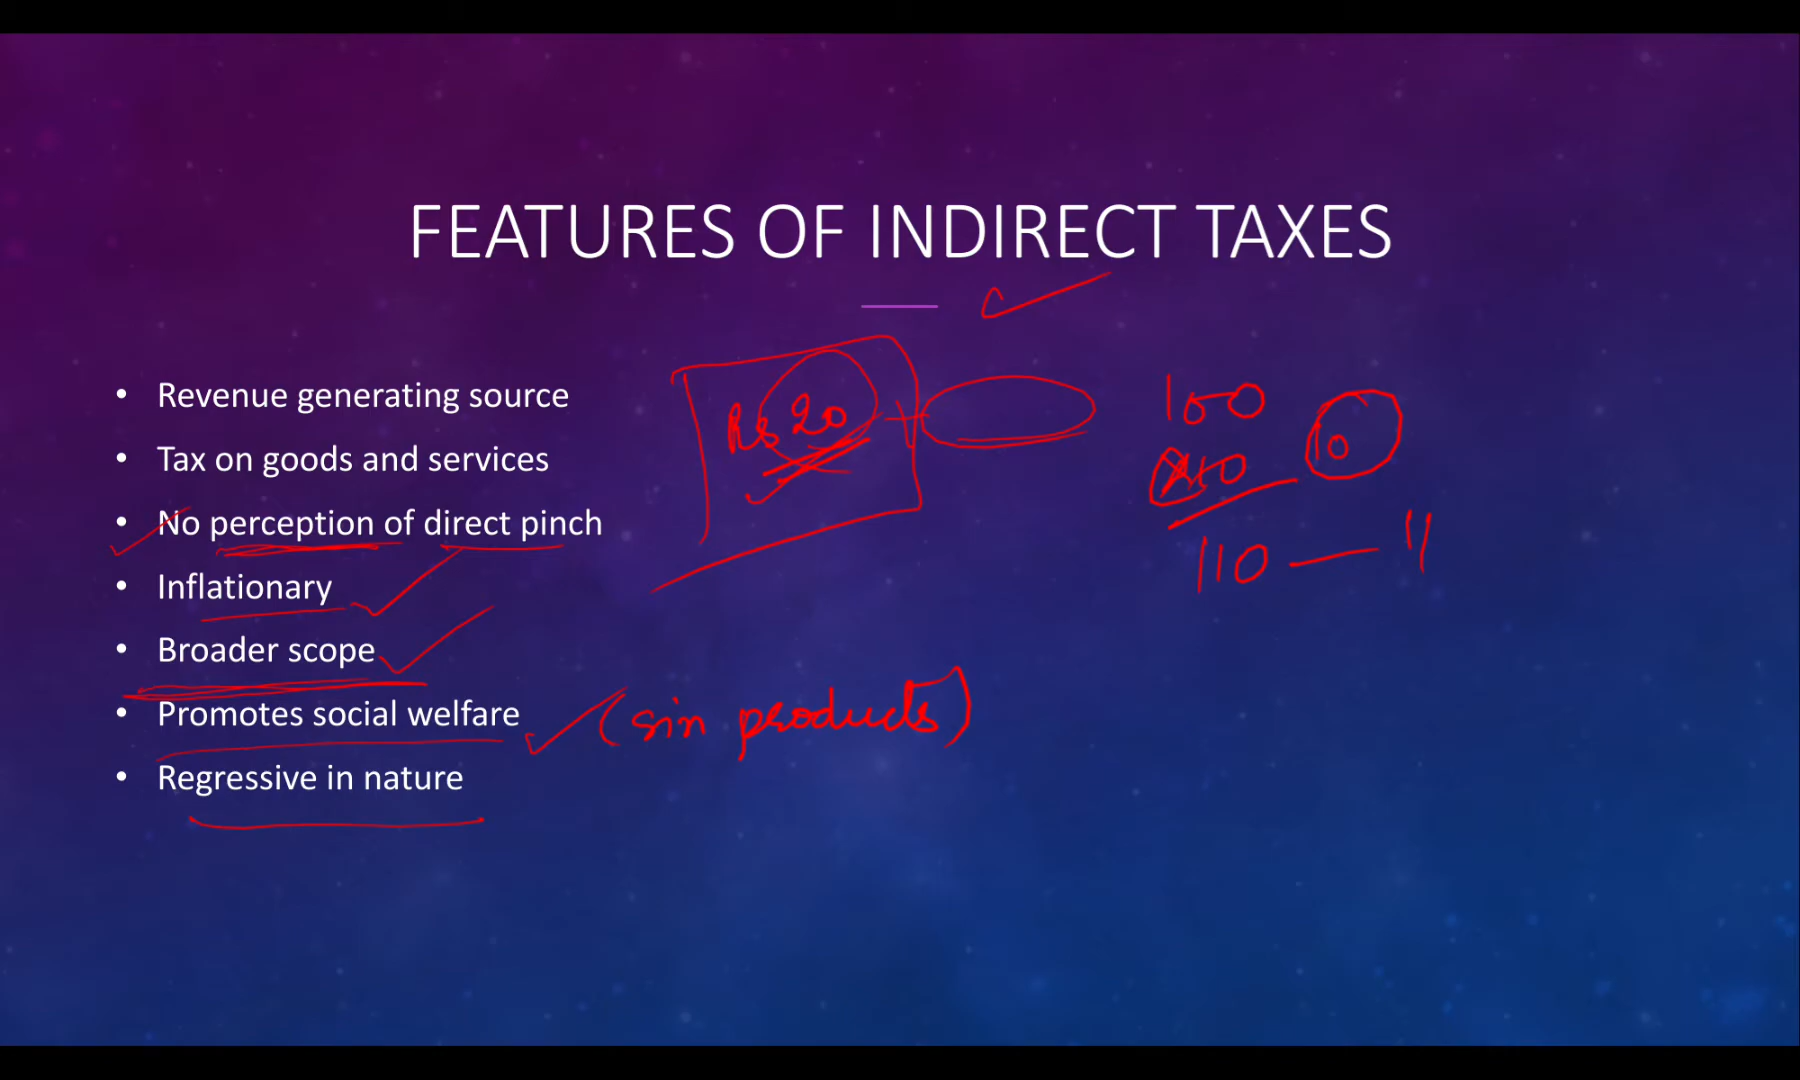 FEATURES OF INDIRECT TAXES
• Revenue generating source
• Tax on goods and services
• No perception of direct pinch
• Inflationary
• Broader scope
• Promotes social welfare (sin products)
• Regressive in nature
Rs 20 +
100
10
110 — 11